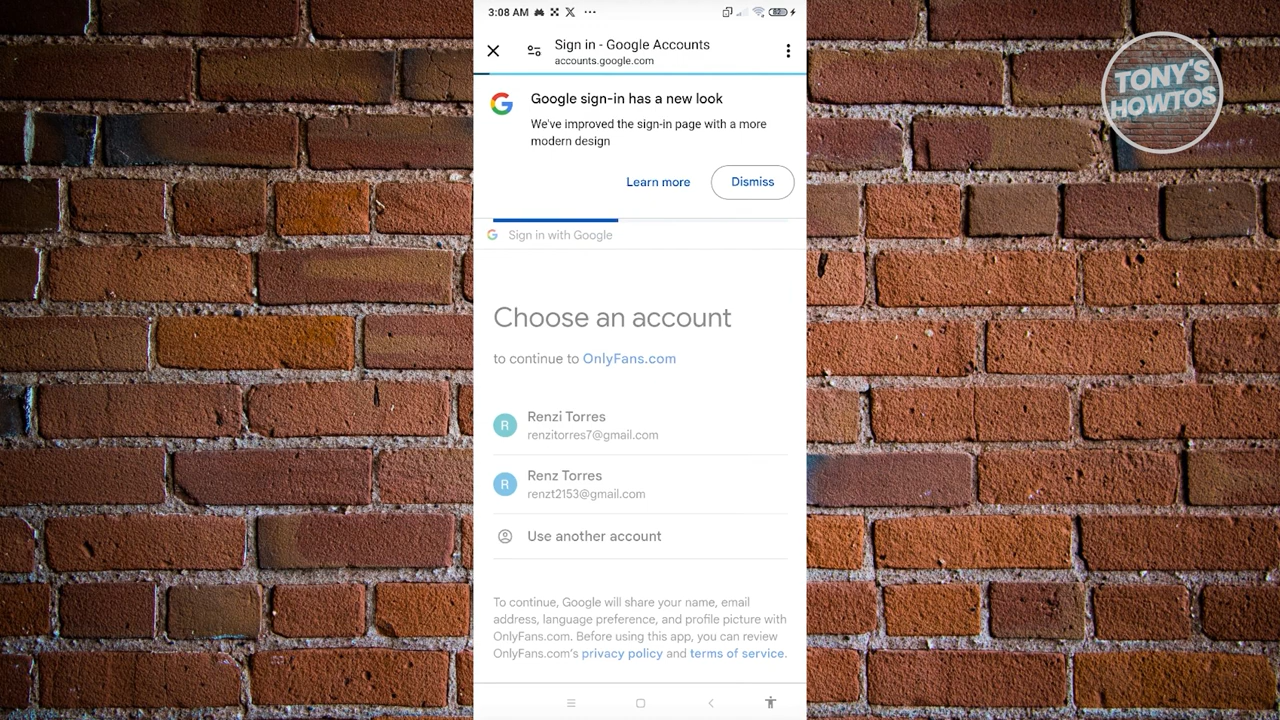 3:08 AM
82
Sign in - Google Accounts
accounts.google.com
TONY'S
HOWTOS
Google sign-in has a new look
We've improved the sign-in page with a more
modern design
Learn more
Dismiss
Sign in with Google
Choose an account
to continue to OnlyFans.com
R
Renzi Torres
renzitorres7@gmail.com
R
Renz Torres
renzt2153@gmail.com
Use another account
To continue, Google will share your name, email
address, language preference, and profile picture with
OnlyFans.com. Before using this app, you can review
OnlyFans.com's privacy policy and terms of service.